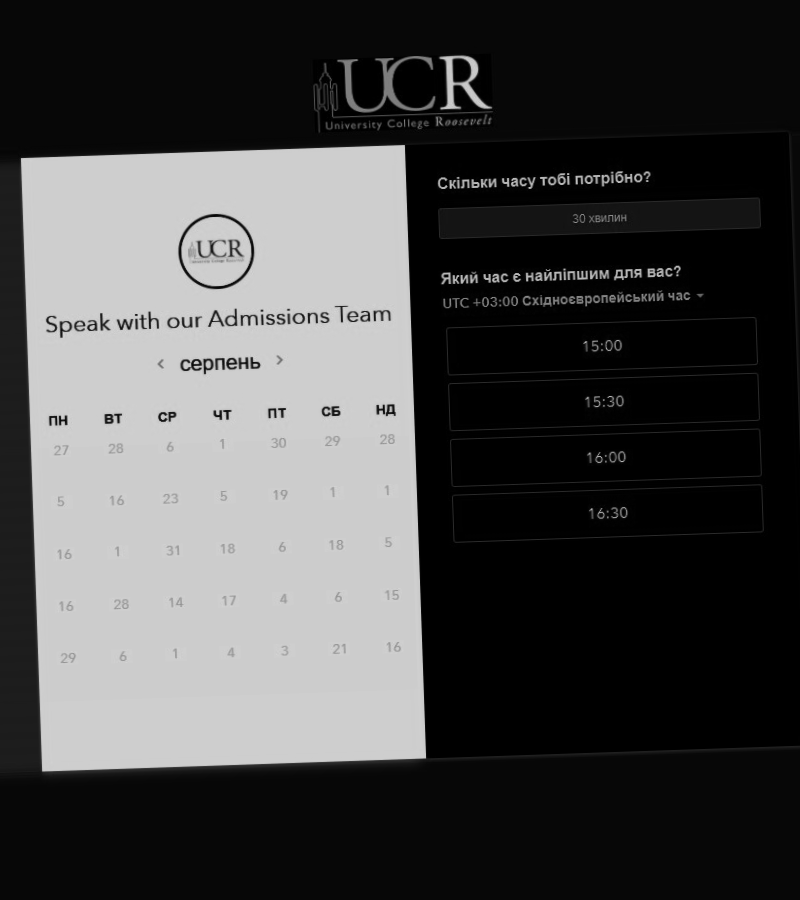 UCR
University College Roosevelt
UCR
Speak with our Admissions Team
< серпень >
ПН ВТ СР ЧТ ПТ СБ НД
27 28 6 1 30 29 28
5 16 23 5 19 1 1
16 1 31 18 6 18 5
16 28 14 17 4 6 15
29 6 1 4 3 21 16
Скільки часу тобі потрібно?
30 хвилин
Який час є найліпшим для вас?
UTC +03:00 Східноєвропейський час
15:00
15:30
16:00
16:30